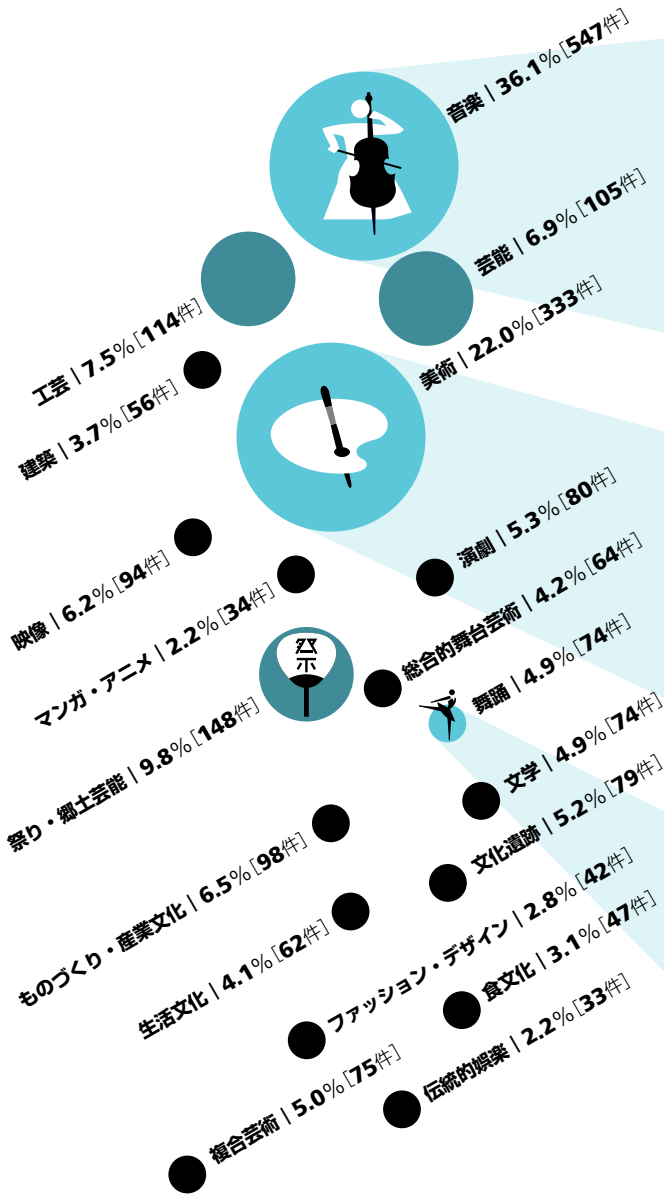 音楽 | 36.1% [547件]
芸能 | 6.9% [105件]
工芸 | 7.5% [114件]
美術 | 22.0% [333件]
建築 | 3.7% [56件]
演劇 | 5.3% [80件]
映像 | 6.2% [94件]
マンガ・アニメ | 2.2% [34件]
総合的舞台芸術 | 4.2% [64件]
祭
舞踊 | 4.9% [74件]
祭り・郷土芸能 | 9.8% [148件]
文学 | 4.9% [74件]
文化遺跡 | 5.2% [79件]
ものづくり・産業文化 | 6.5% [98件]
生活文化 | 4.1% [62件]
ファッション・デザイン | 2.8% [42件]
食文化 | 3.1% [47件]
伝統的娯楽 | 2.2% [33件]
複合芸術 | 5.0% [75件]